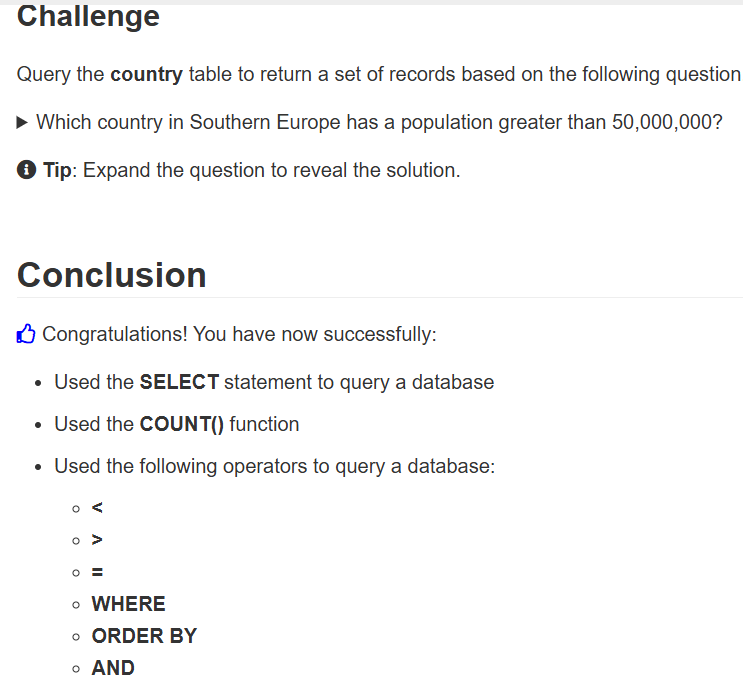 Challenge
Query the country table to return a set of records based on the following question
Which country in Southern Europe has a population greater than 50,000,000?
Tip: Expand the question to reveal the solution.
Conclusion
Congratulations! You have now successfully:
Used the SELECT statement to query a database
Used the COUNT() function
Used the following operators to query a database:
<
>
=
WHERE
ORDER BY
AND